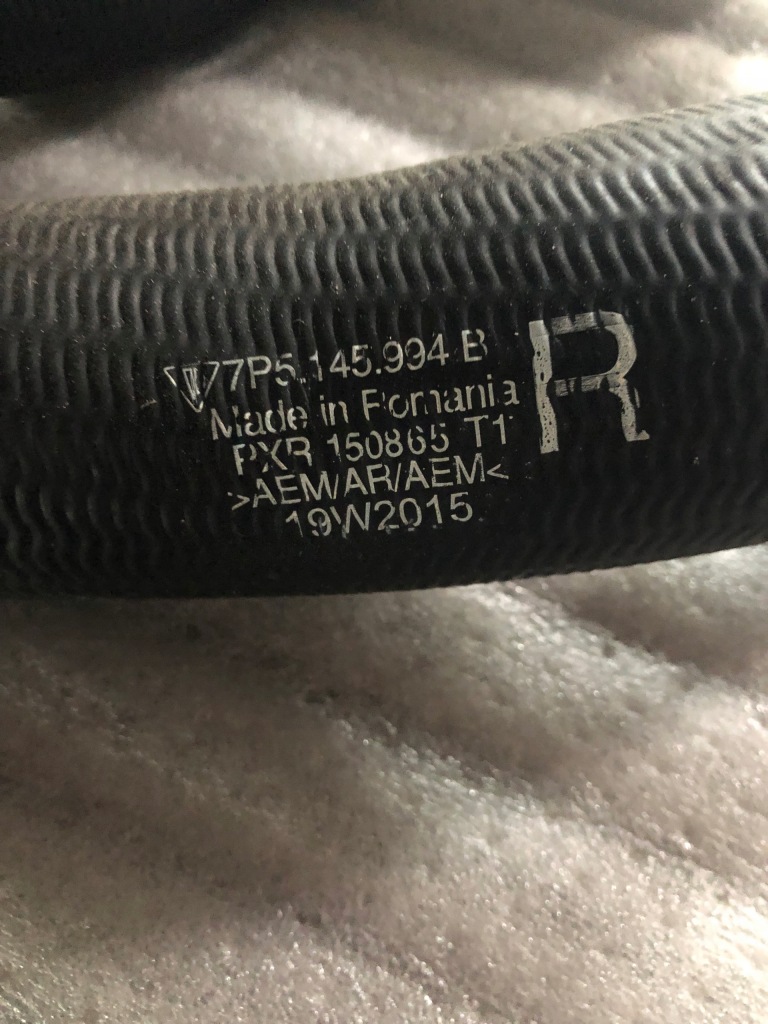 7P5.145.994 B
R
Made in Romania
PXR 150865 T1
>AEM/AR/AEM<
19W2015